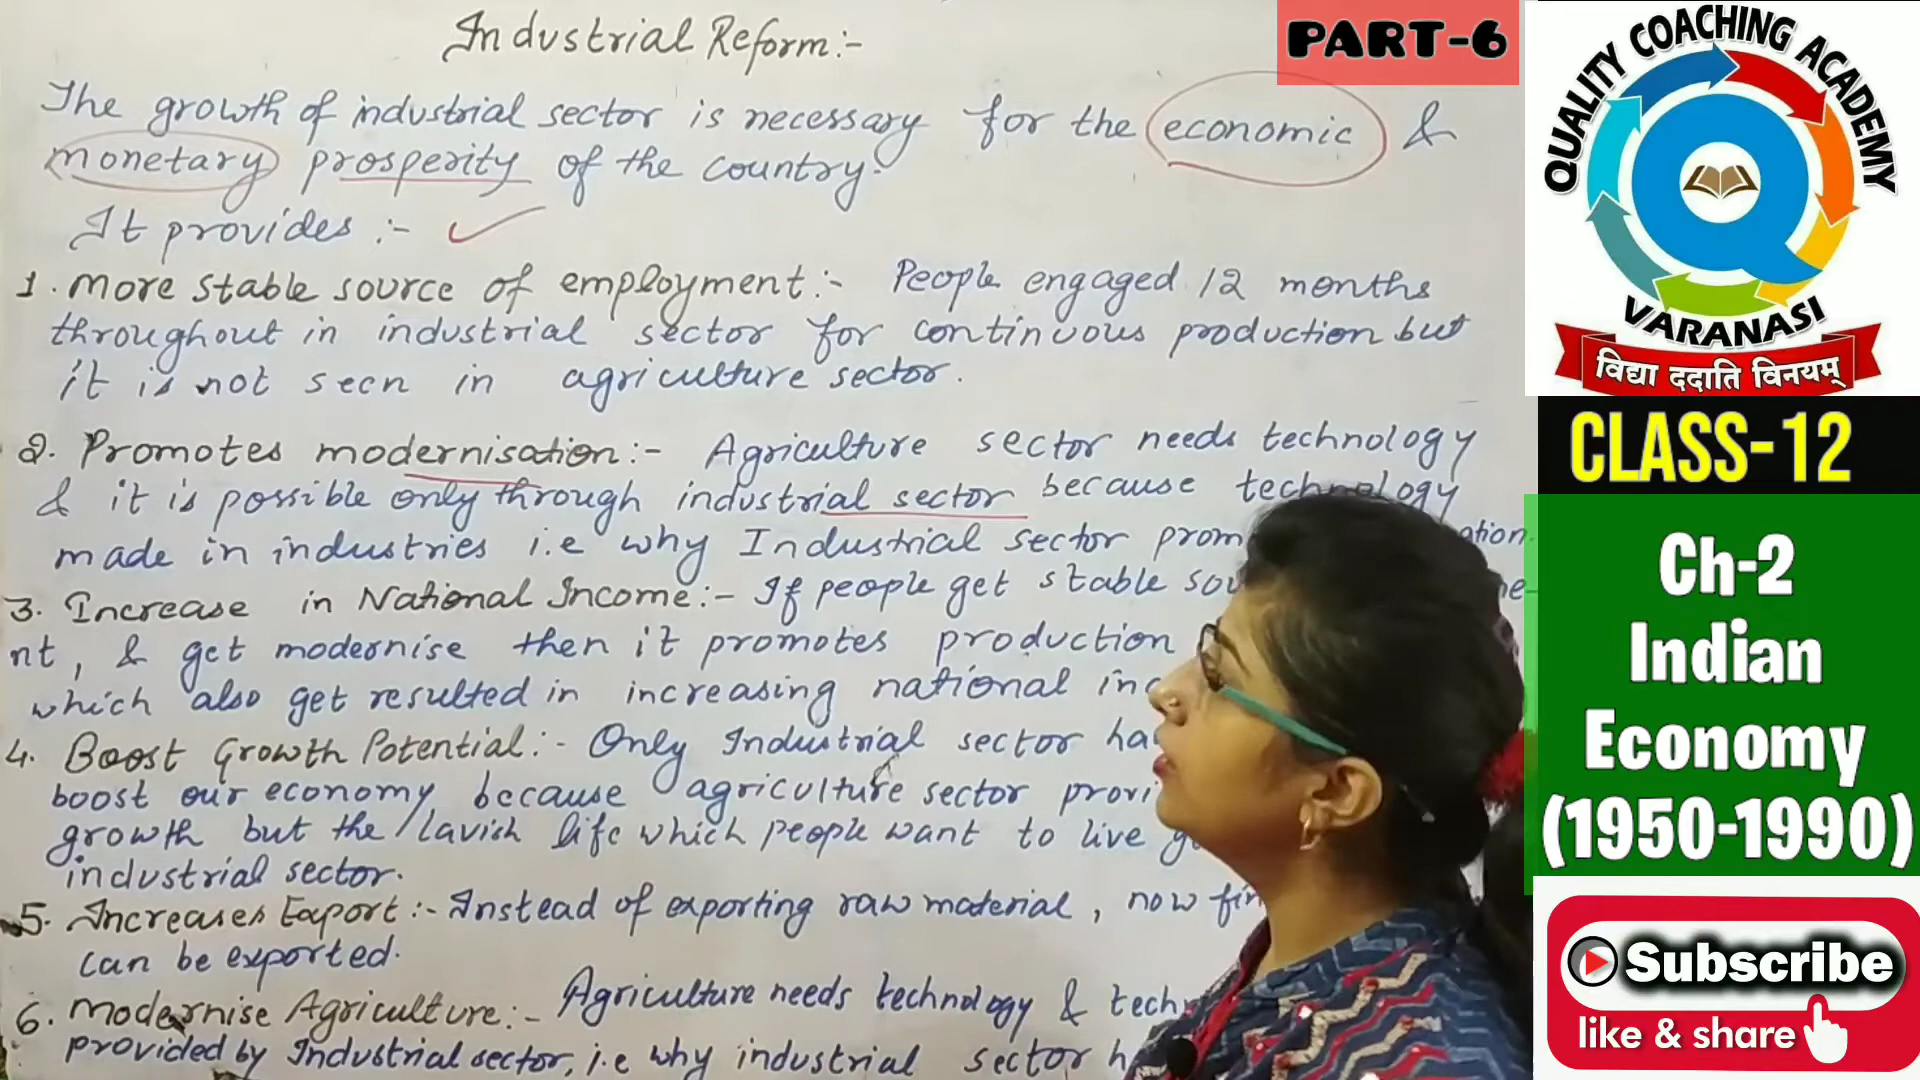 Industrial Reform:-
The growth of industrial sector is necessary for the economic &
monetary prosperity of the country.
It provides :-
1. More stable source of employment:- People engaged 12 months
throughout in industrial sector for continuous production but
it is not seen in agriculture sector.
2. Promotes modernisation:- Agriculture sector needs technology
& it is possible only through industrial sector because technology
made in industries i.e why Industrial sector
3. Increase in National Income:- If people get stable
nt, & get modernise then it promotes production
which also get resulted in increasing national
4. Boost Growth Potential:- Only Industrial sector
boost our economy, because agriculture sector
growth but the lavish life which people want to live
industrial sector.
5. Increases Export:- Instead of exporting raw material, now
can be exported.
6. Modernise Agriculture:- Agriculture needs technology &
provided by Industrial sector, i.e why industrial sector
PART-6
QUALITY COACHING ACADEMY
VARANASI
विद्या ददाति विनयम्
CLASS-12
Ch-2
Indian
Economy
(1950-1990)
Subscribe
like & share